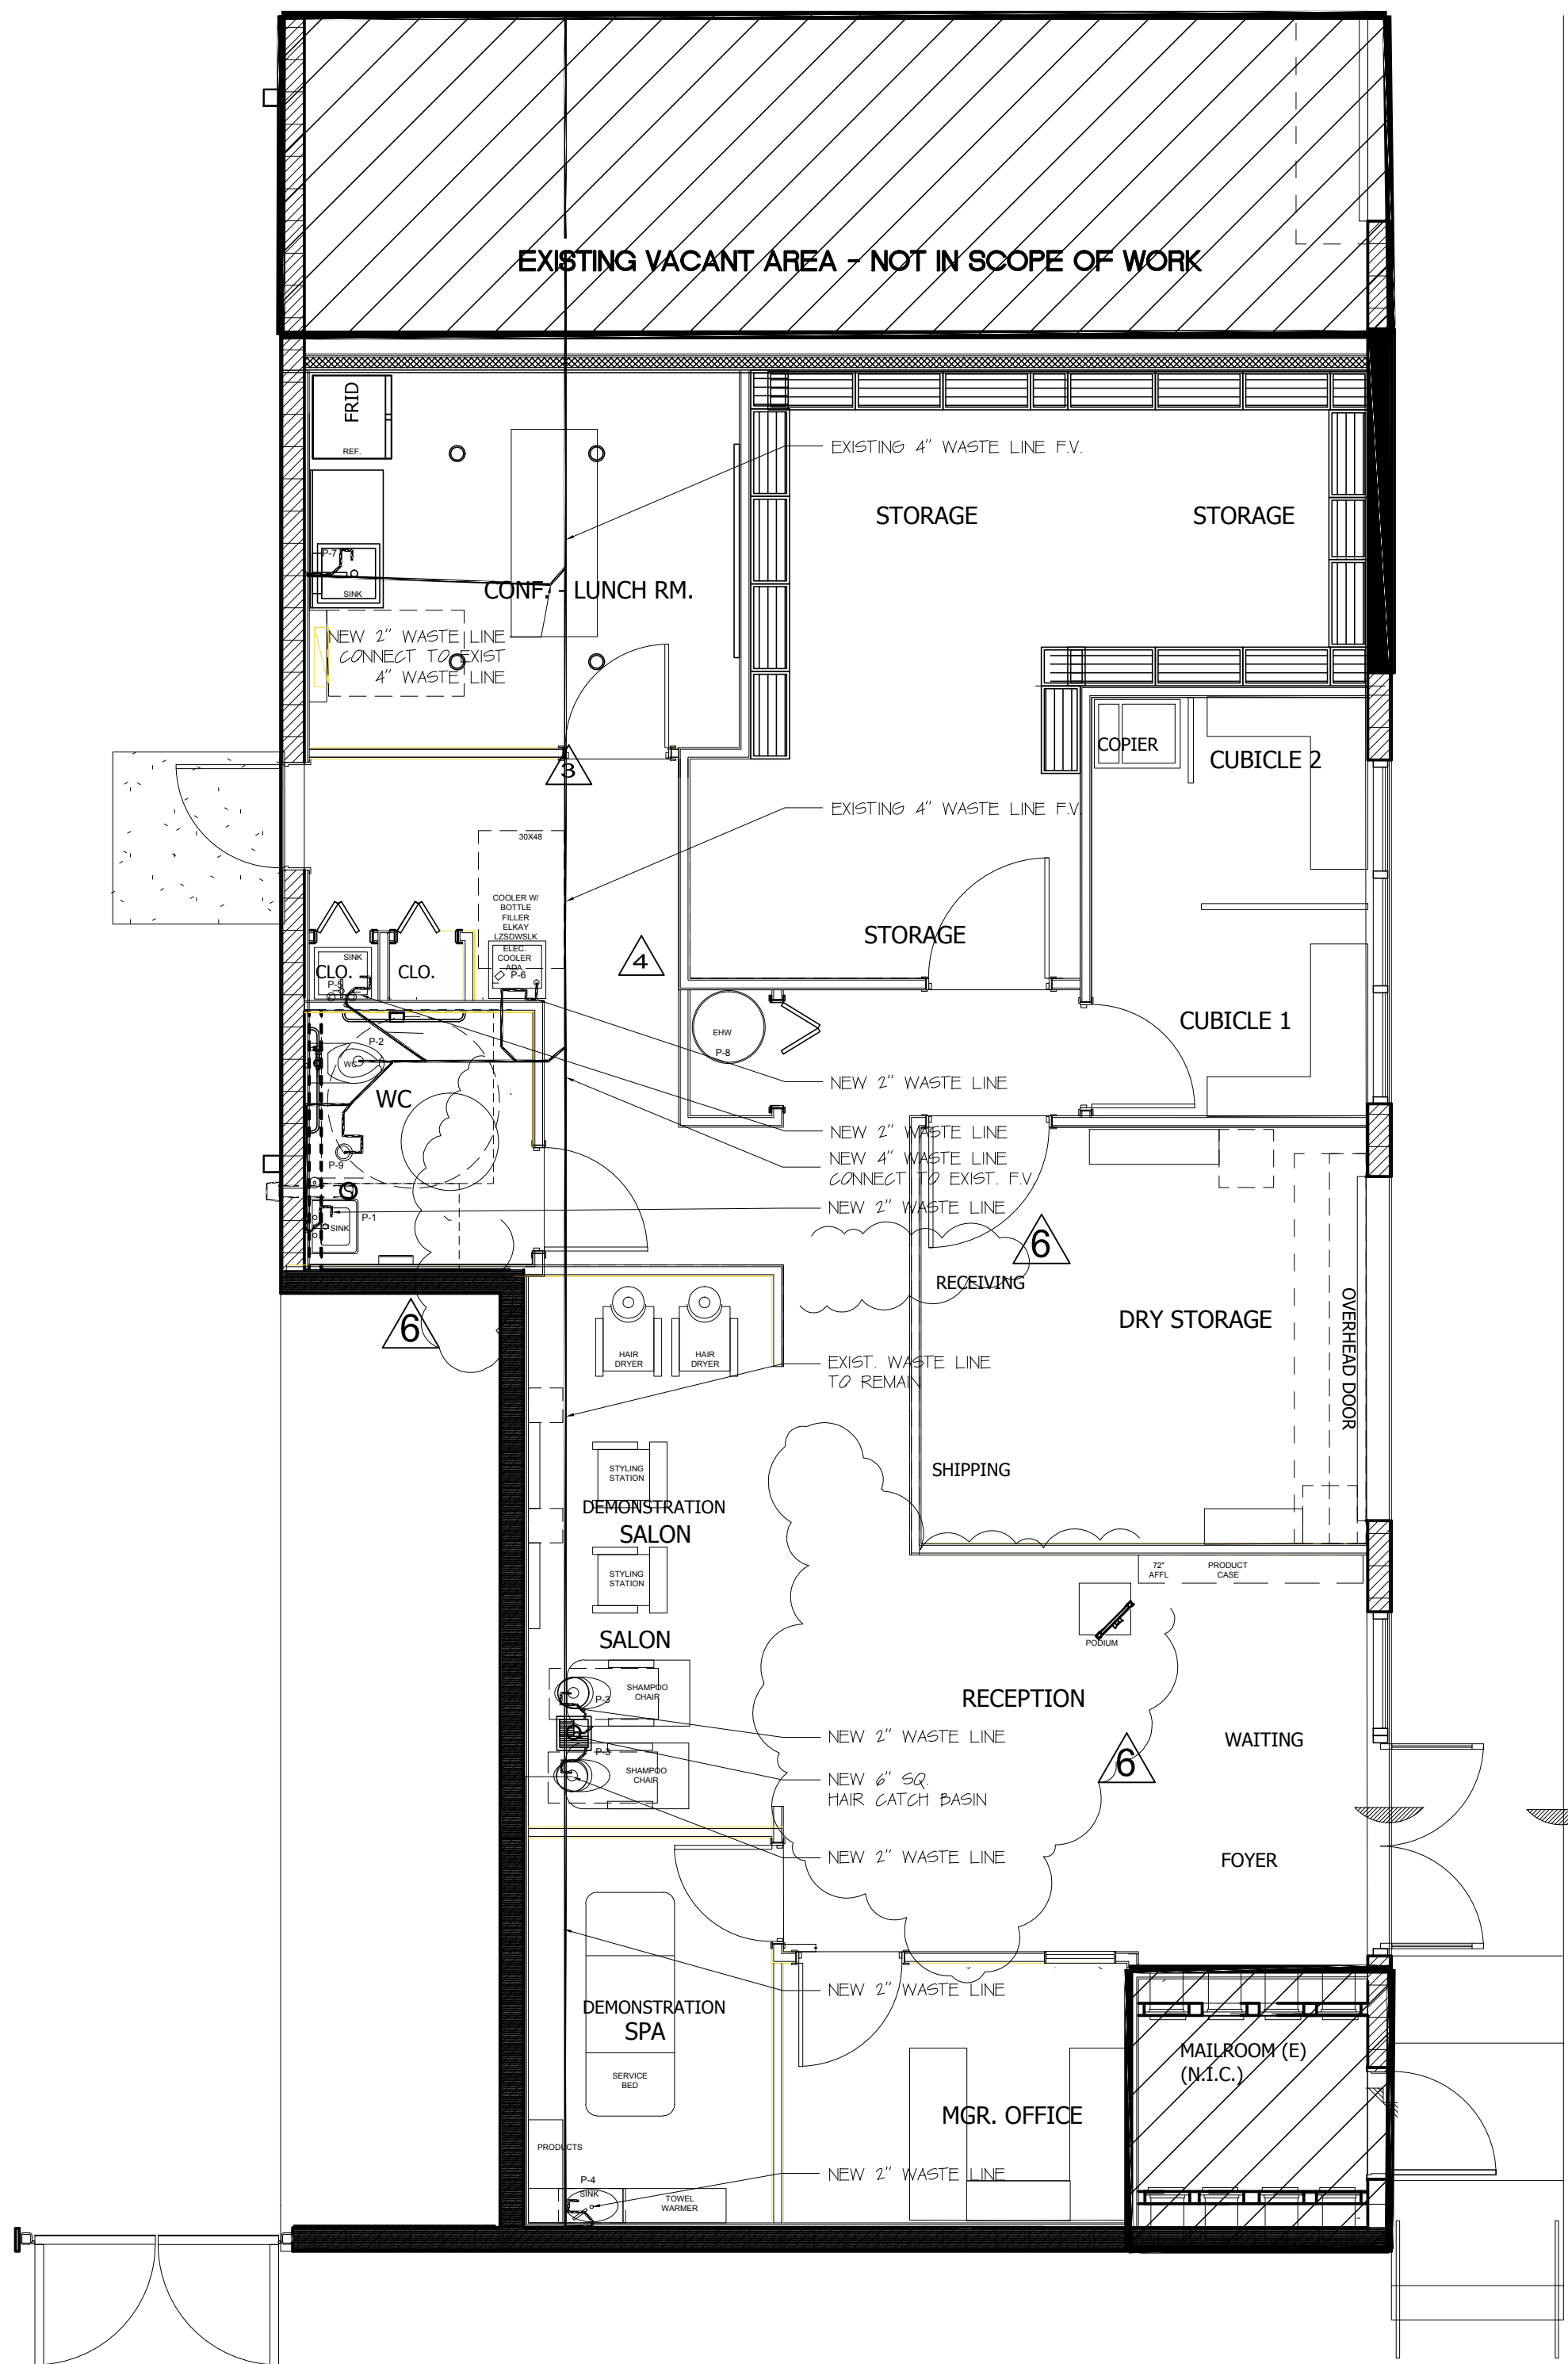 EXISTING VACANT AREA - NOT IN SCOPE OF WORK
FRID
REF.
EXISTING 4" WASTE LINE F.V.
STORAGE
STORAGE
P-7
SINK
CONF. - LUNCH RM.
NEW 2" WASTE LINE
CONNECT TO EXIST
4" WASTE LINE
COPIER
CUBICLE 2
3
EXISTING 4" WASTE LINE F.V.
30X48
COOLER W/
BOTTLE
FILLER
ELKAY
LZSDWSLK
ELEC.
COOLER
ADA
P-6
STORAGE
4
SINK
CLO.
P-5
CLO.
CUBICLE 1
EHW
P-8
P-2
WC
WC
NEW 2" WASTE LINE
NEW 2" WASTE LINE
NEW 4" WASTE LINE
CONNECT TO EXIST. F.V.
P-9
NEW 2" WASTE LINE
P-1
SINK
6
RECEIVING
DRY STORAGE
OVERHEAD DOOR
6
HAIR
DRYER
HAIR
DRYER
EXIST. WASTE LINE
TO REMAIN
SHIPPING
STYLING
STATION
DEMONSTRATION
SALON
STYLING
STATION
72"
AFFL
PRODUCT
CASE
PODIUM
SALON
SHAMPOO
CHAIR
P-3
RECEPTION
WAITING
NEW 2" WASTE LINE
P-3
SHAMPOO
CHAIR
6
NEW 6" SQ.
HAIR CATCH BASIN
NEW 2" WASTE LINE
FOYER
NEW 2" WASTE LINE
DEMONSTRATION
SPA
SERVICE
BED
MAILROOM (E)
(N.I.C.)
MGR. OFFICE
PRODUCTS
P-4
SINK
TOWEL
WARMER
NEW 2" WASTE LINE